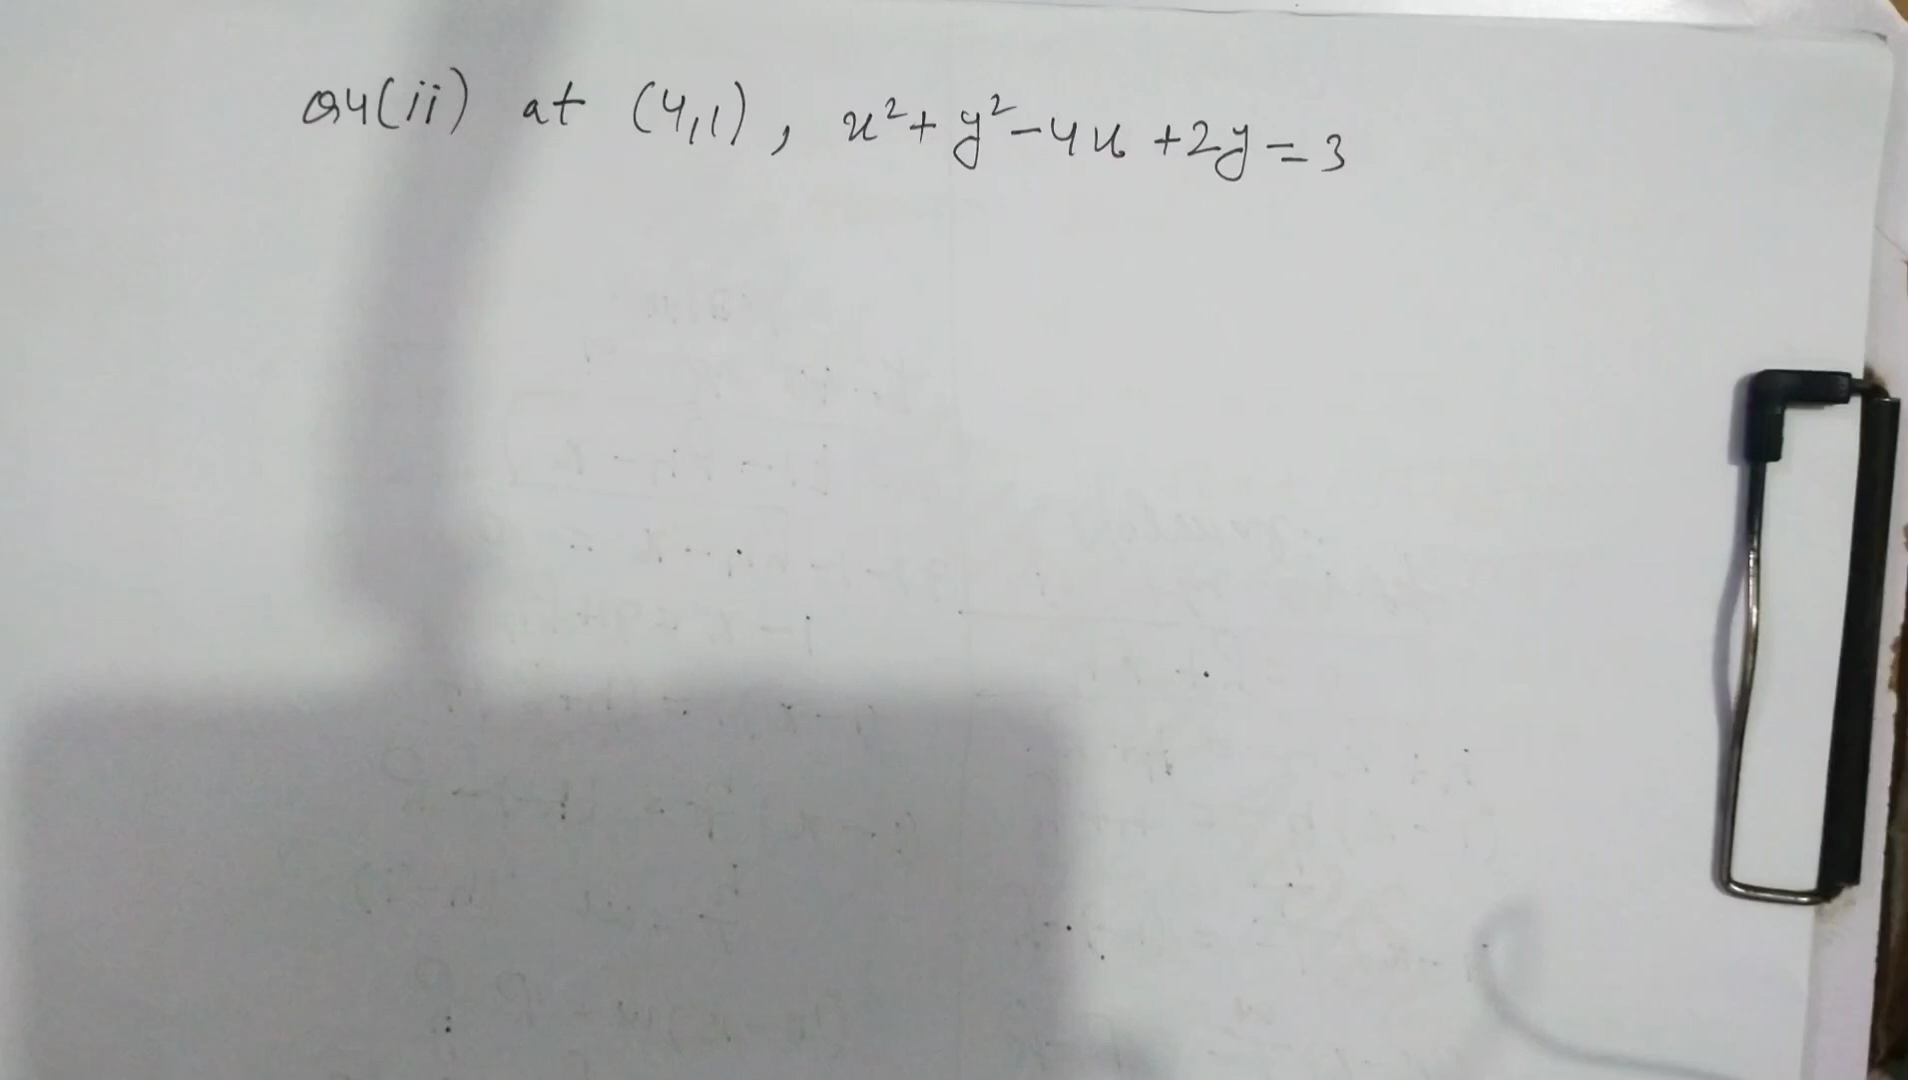 Q4(ii) at (4,1), x²+y²-4x+2y=3